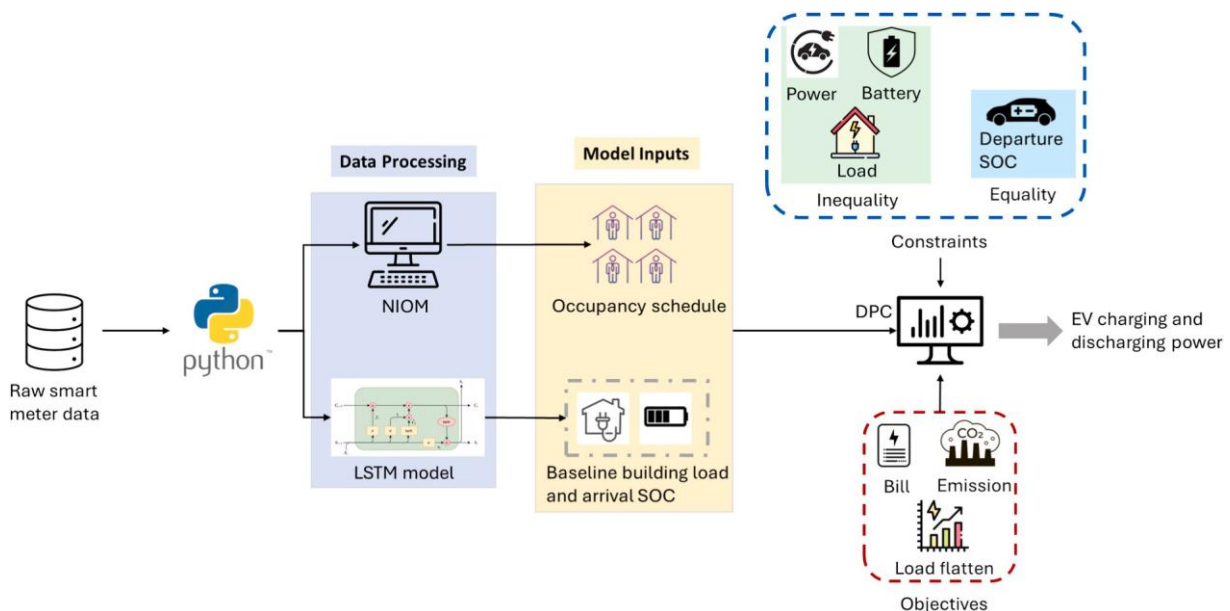 Power
Battery
Load
Inequality
Departure
SOC
Equality
Constraints
Data Processing
Model Inputs
NIOM
Occupancy schedule
Raw smart
meter data
python™
LSTM model
Baseline building load
and arrival SOC
DPC
EV charging and
discharging power
Bill
CO₂
Emission
Load flatten
Objectives